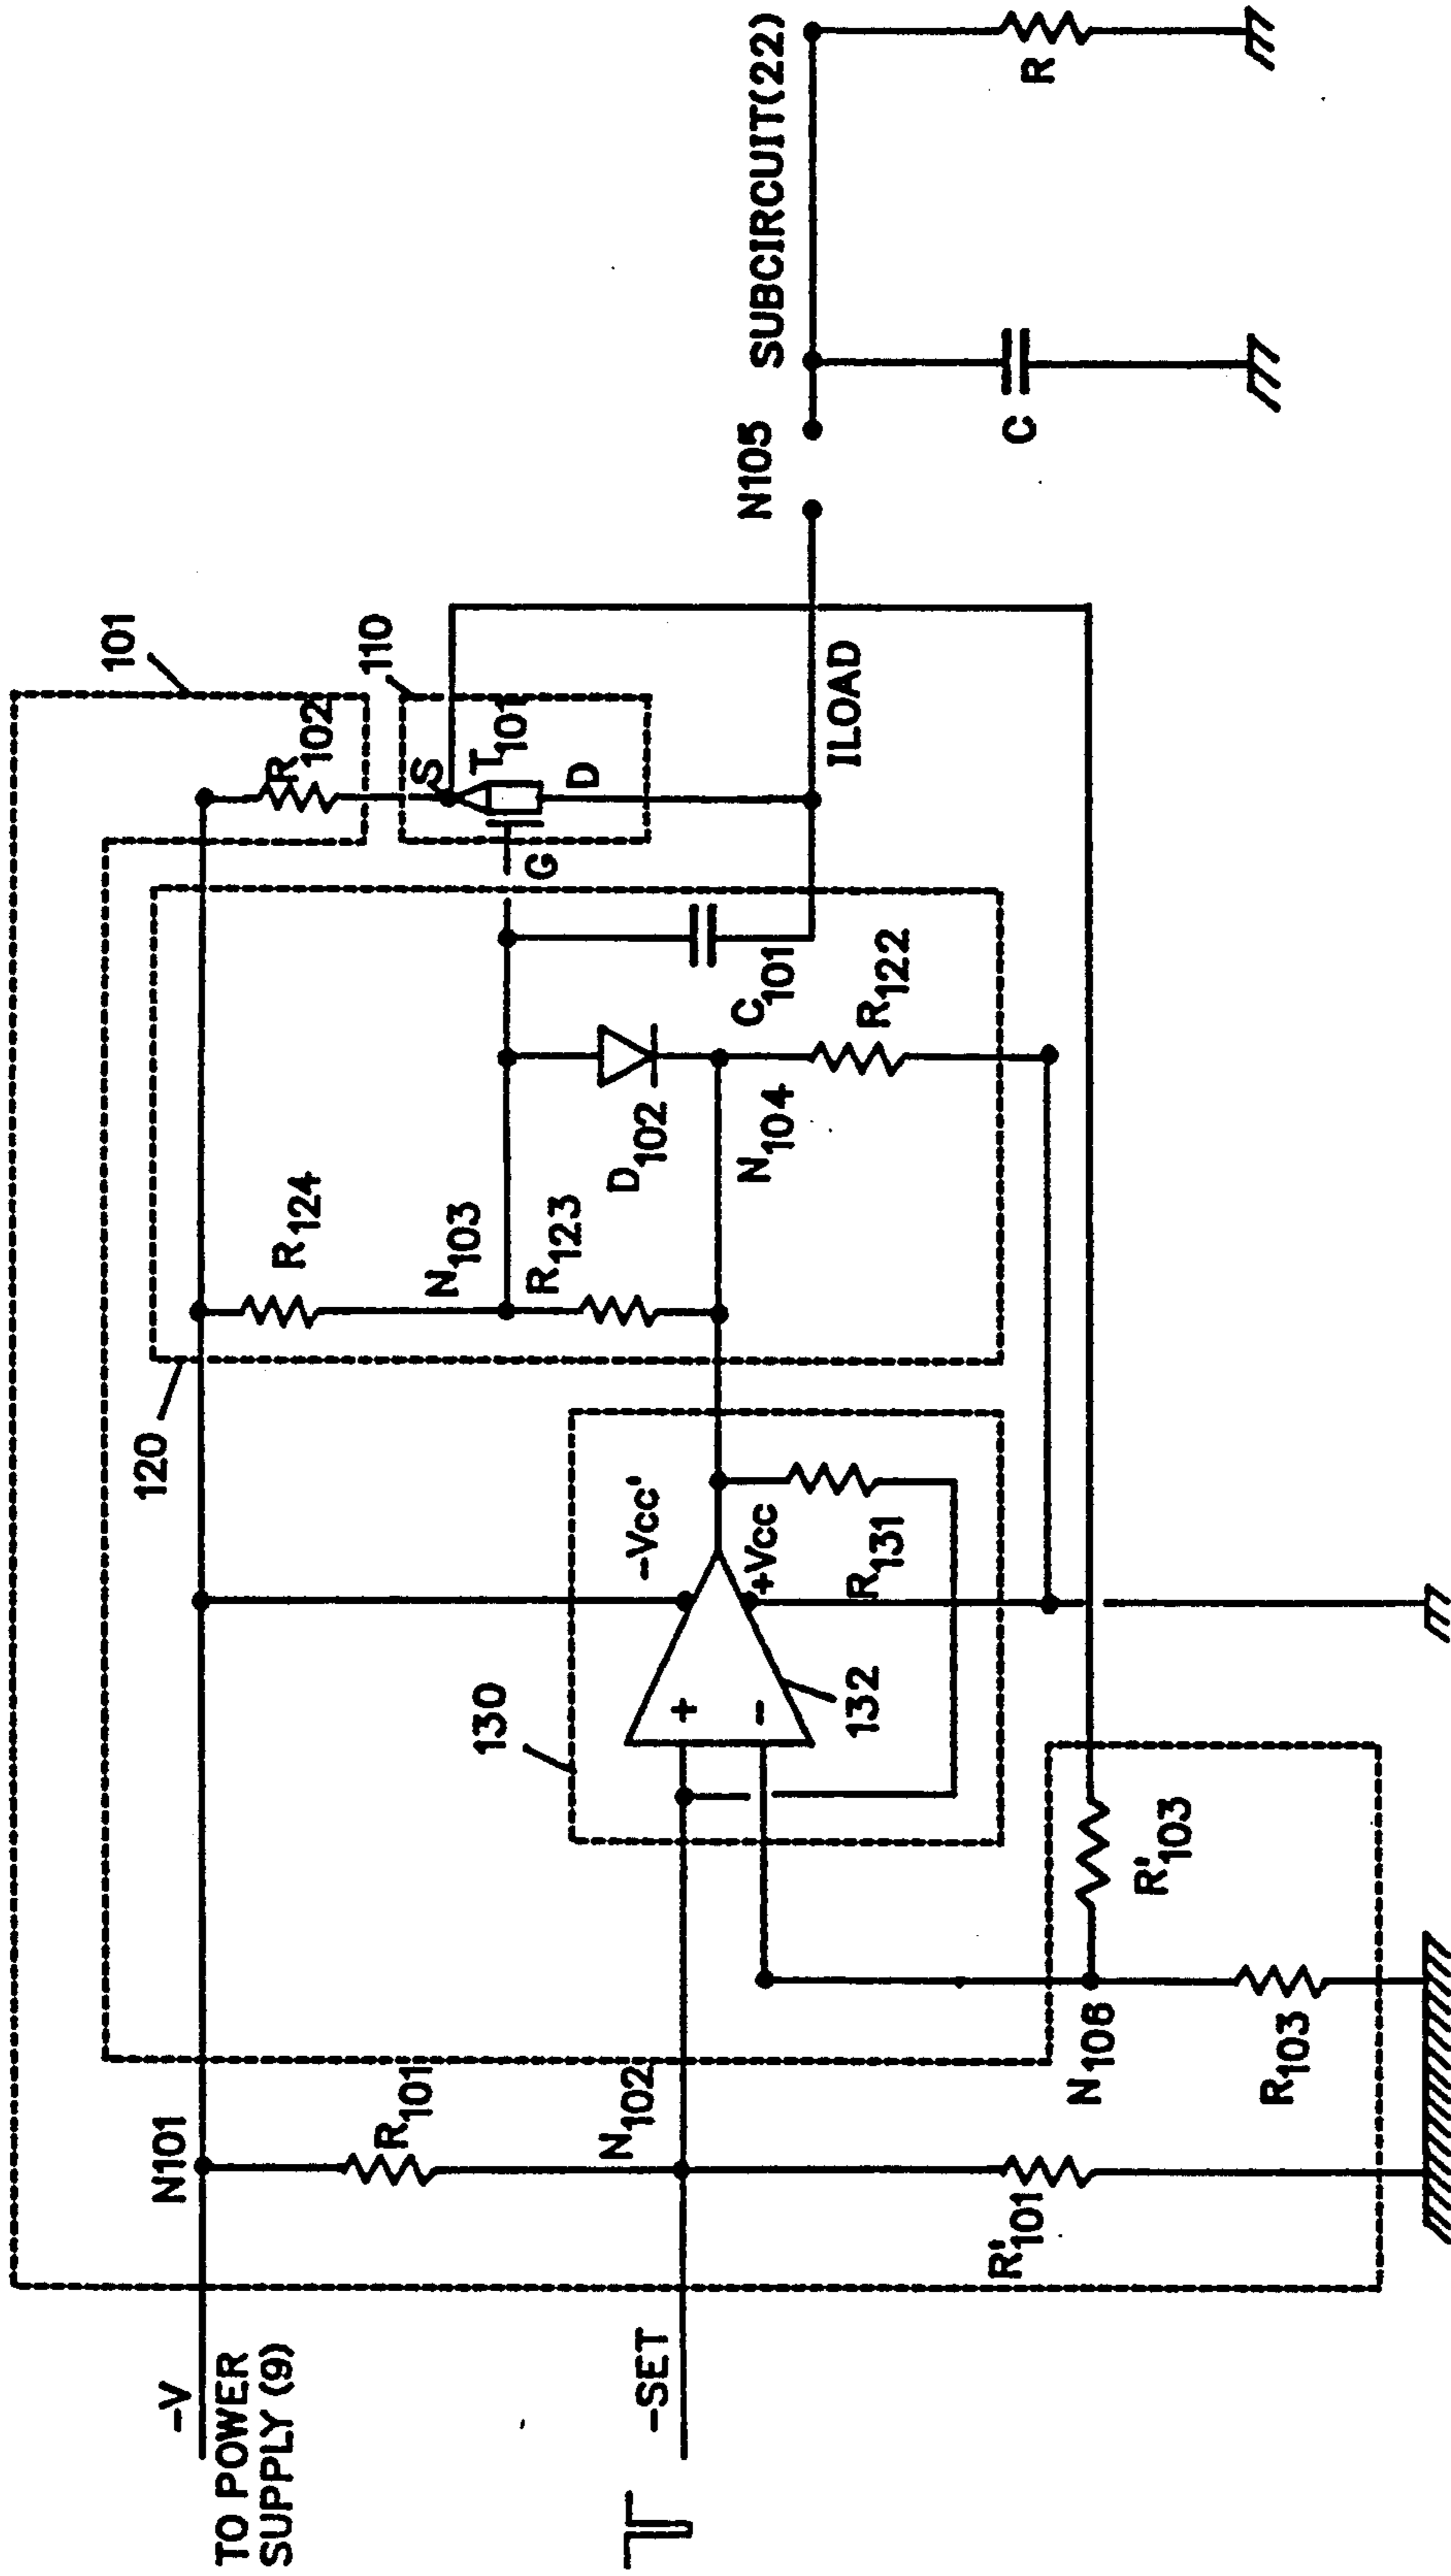 -V
TO POWER
SUPPLY (9)
-SET
N101
R101
N102
R'101
R103
N106
R'103
130
+
-
132
-Vcc'
+Vcc
R131
120
R124
N103
R123
D102
N104
C101
R122
101
R102
110
S
T101
G
D
ILOAD
N105
SUBCIRCUIT(22)
C
R